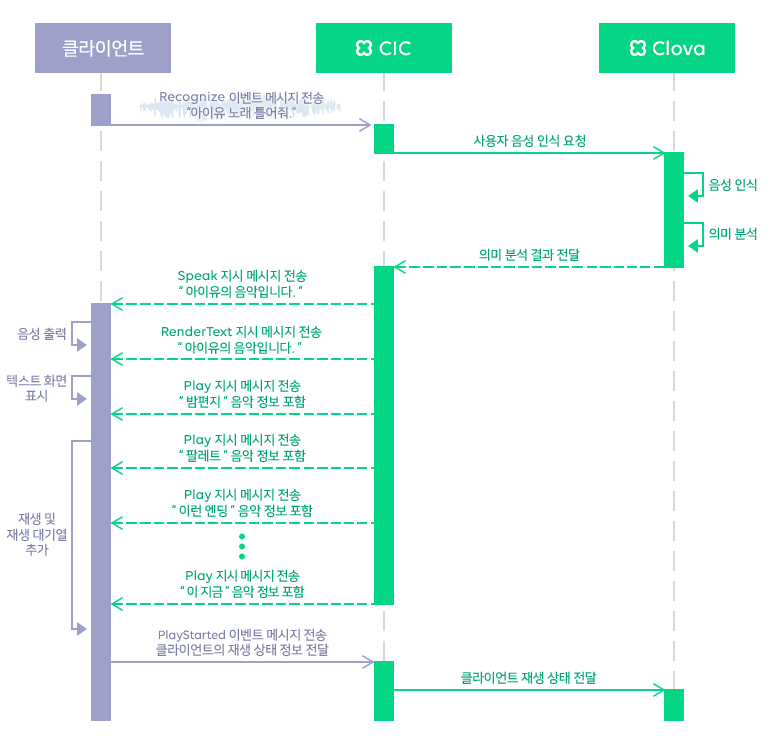 클라이언트
CIC
Clova
Recognize 이벤트 메시지 전송
"아이유 노래 틀어줘."
사용자 음성 인식 요청
음성 인식
의미 분석
의미 분석 결과 전달
Speak 지시 메시지 전송
" 아이유의 음악입니다. "
음성 출력
RenderText 지시 메시지 전송
" 아이유의 음악입니다. "
텍스트 화면
표시
Play 지시 메시지 전송
" 밤편지 " 음악 정보 포함
Play 지시 메시지 전송
" 팔레트 " 음악 정보 포함
Play 지시 메시지 전송
" 이런 엔딩 " 음악 정보 포함
재생 및
재생 대기열
추가
Play 지시 메시지 전송
" 이 지금 " 음악 정보 포함
PlayStarted 이벤트 메시지 전송
클라이언트의 재생 상태 정보 전달
클라이언트 재생 상태 전달